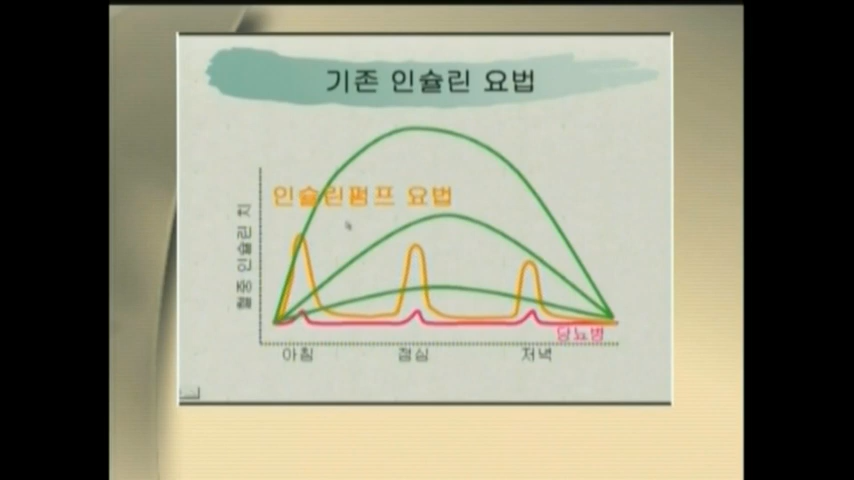 기존 인슐린 요법
인슐린펌프 요법
혈중 인슐린 치
당뇨병
아침
점심
저녁